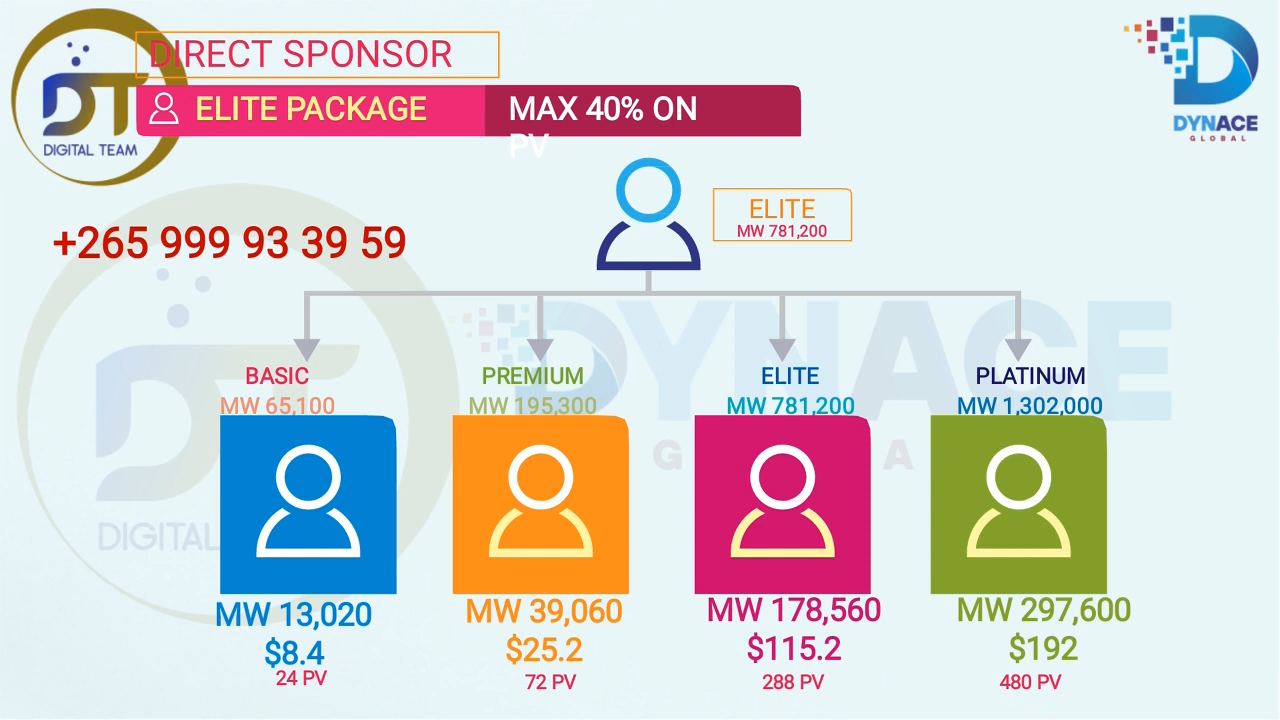 DIRECT SPONSOR
ELITE PACKAGE
MAX 40% ON
PV
DT
DIGITAL TEAM
DYNACE
GLOBAL
+265 999 93 39 59
ELITE
MW 781,200
BASIC
MW 65,100
PREMIUM
MW 195,300
ELITE
MW 781,200
PLATINUM
MW 1,302,000
DYNACE
G A
DIGITAL
MW 13,020
$8.4
24 PV
MW 39,060
$25.2
72 PV
MW 178,560
$115.2
288 PV
MW 297,600
$192
480 PV